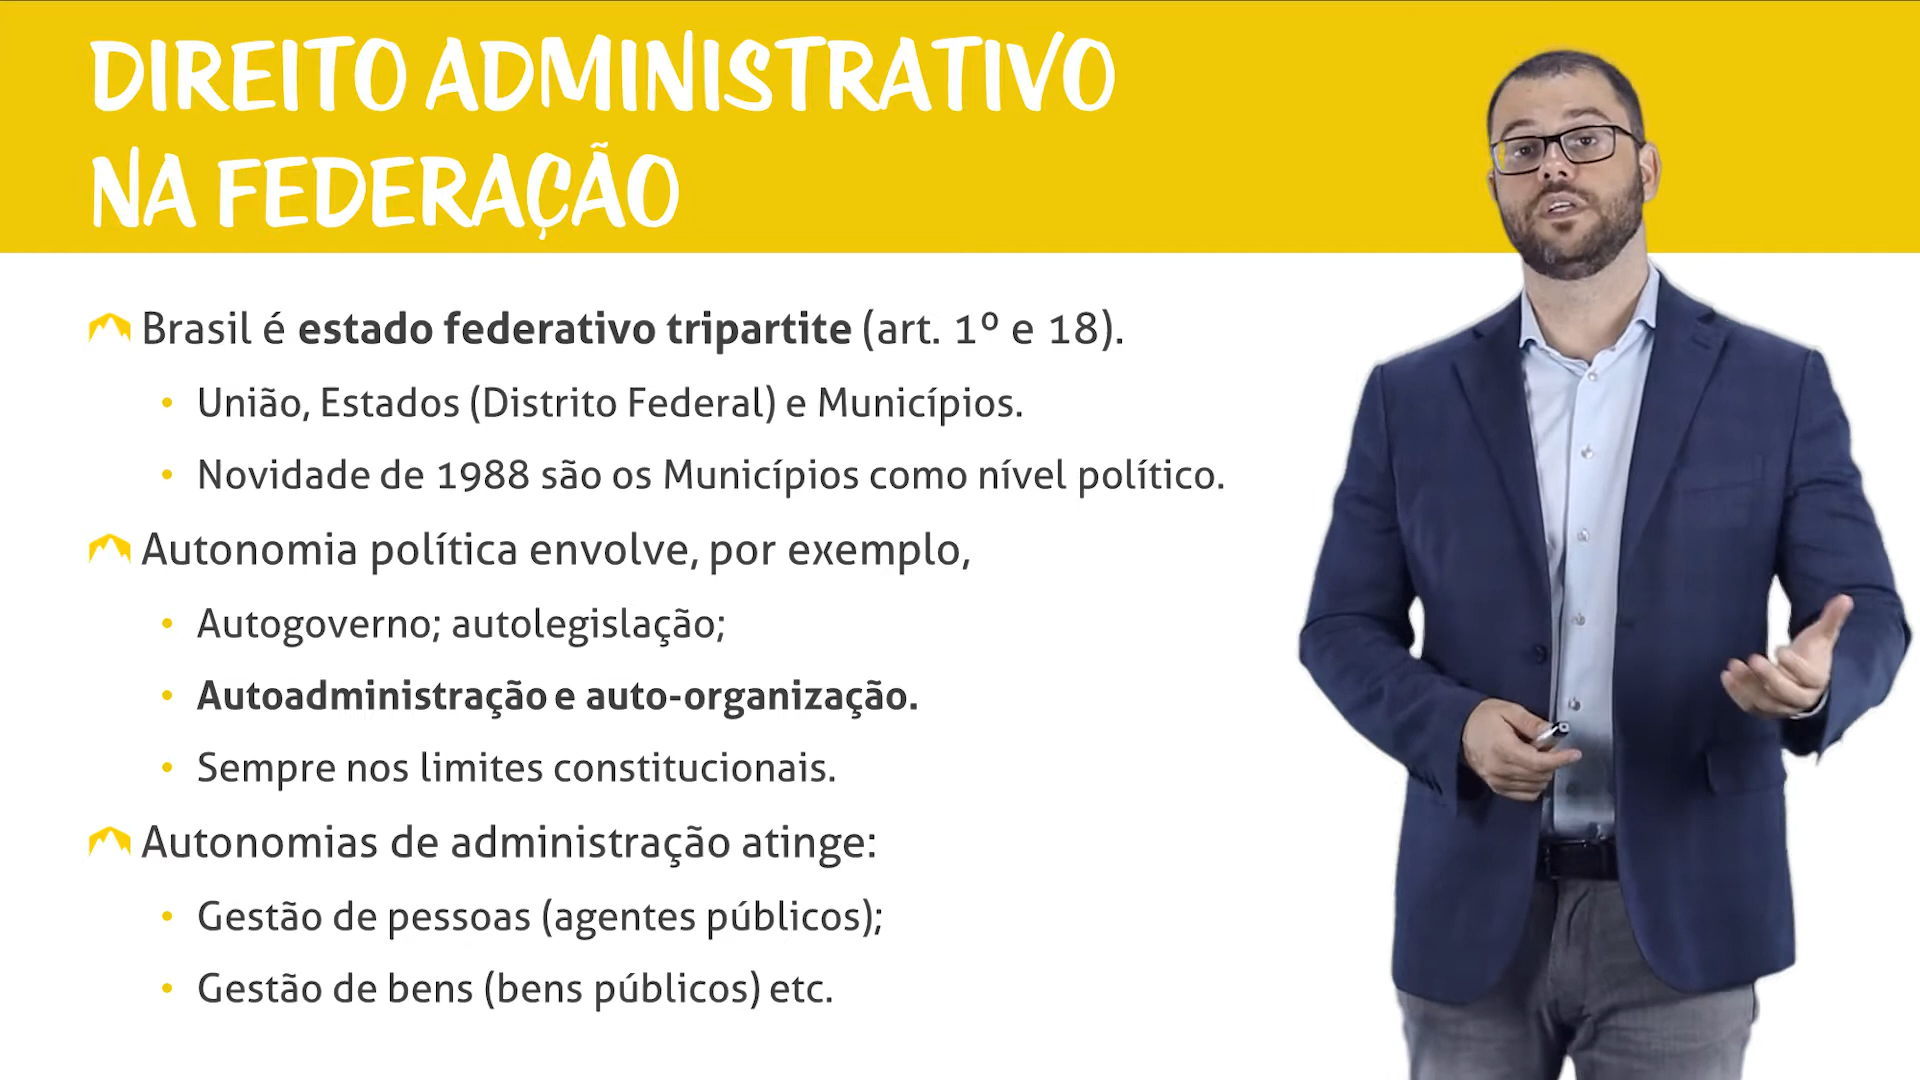 DIREITO ADMINISTRATIVO
NA FEDERAÇÃO
Brasil é estado federativo tripartite (art. 1º e 18).
• União, Estados (Distrito Federal) e Municípios.
• Novidade de 1988 são os Municípios como nível político.
Autonomia política envolve, por exemplo,
• Autogoverno; autolegislação;
• Autoadministração e auto-organização.
• Sempre nos limites constitucionais.
Autonomias de administração atinge:
• Gestão de pessoas (agentes públicos);
• Gestão de bens (bens públicos) etc.